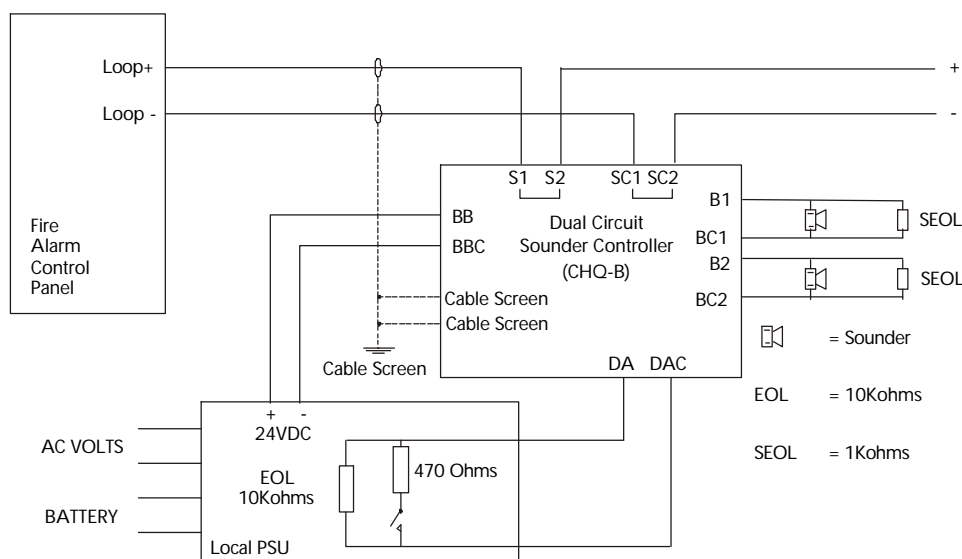 Loop+
+
Loop -
-
S1 S2 SC1 SC2
B1
BB
Dual Circuit
SEOL
Fire
Alarm
Control
Panel
BBC
Sounder Controller
BC1
(CHQ-B)
B2
Cable Screen
SEOL
BC2
Cable Screen
= Sounder
Cable Screen
DA DAC
EOL = 10Kohms
+ -
24VDC
AC VOLTS
SEOL = 1Kohms
EOL
10Kohms
470 Ohms
BATTERY
Local PSU